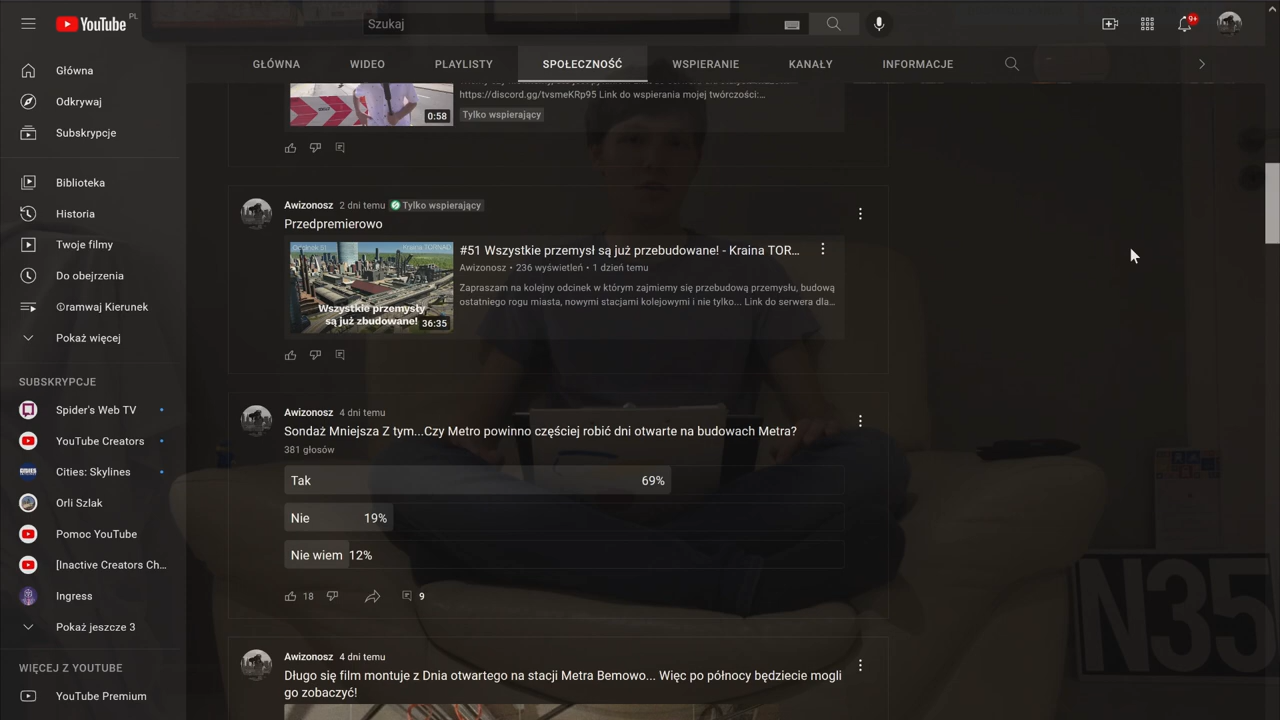 YouTube PL
Szukaj
9+
GŁÓWNA WIDEO PLAYLISTY SPOŁECZNOŚĆ WSPIERANIE KANAŁY INFORMACJE
Główna
Odkrywaj
Subskrypcje
Biblioteka
Historia
Twoje filmy
Do obejrzenia
Pokaż więcej
SUBSKRYPCJE
Spider's Web TV
YouTube Creators
Cities: Skylines
Orli Szlak
Pomoc YouTube
[Inactive Creators Ch...
Ingress
Pokaż jeszcze 3
WIĘCEJ Z YOUTUBE
YouTube Premium
https://discord.gg/tvsmeKRp95 Link do wspierania mojej twórczości:...
0:58
Tylko wspierający
Awizonosz 2 dni temu Tylko wspierający
Przedpremierowo
Odcinek 51 Kraina TORNAD
Wszystkie przemysły
są już zbudowane!
36:35
#51 Wszystkie przemysł są już przebudowane! - Kraina TOR...
Awizonosz • 236 wyświetleń • 1 dzień temu
Zapraszam na kolejny odcinek w którym zajmiemy się przebudową przemysłu, budową
ostatniego rogu miasta, nowymi stacjami kolejowymi i nie tylko... Link do serwera dla...
Awizonosz 4 dni temu
Sondaż Mniejsza Z tym...Czy Metro powinno częściej robić dni otwarte na budowach Metra?
381 głosów
Tak 69%
Nie 19%
Nie wiem 12%
18 9
Awizonosz 4 dni temu
Długo się film montuje z Dnia otwartego na stacji Metra Bemowo... Więc po północy będziecie mogli
go zobaczyć!
N35